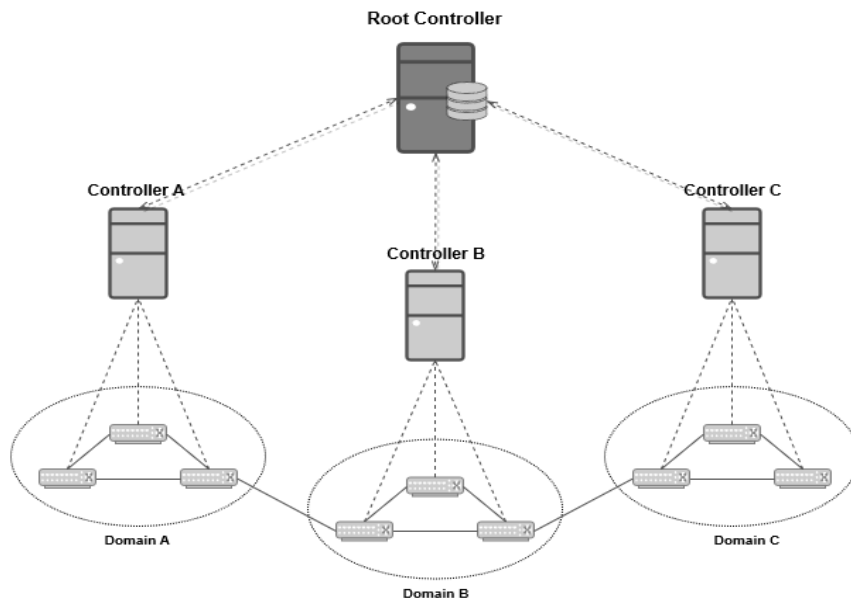 Root Controller
Controller A
Controller C
Controller B
Domain A
Domain C
Domain B